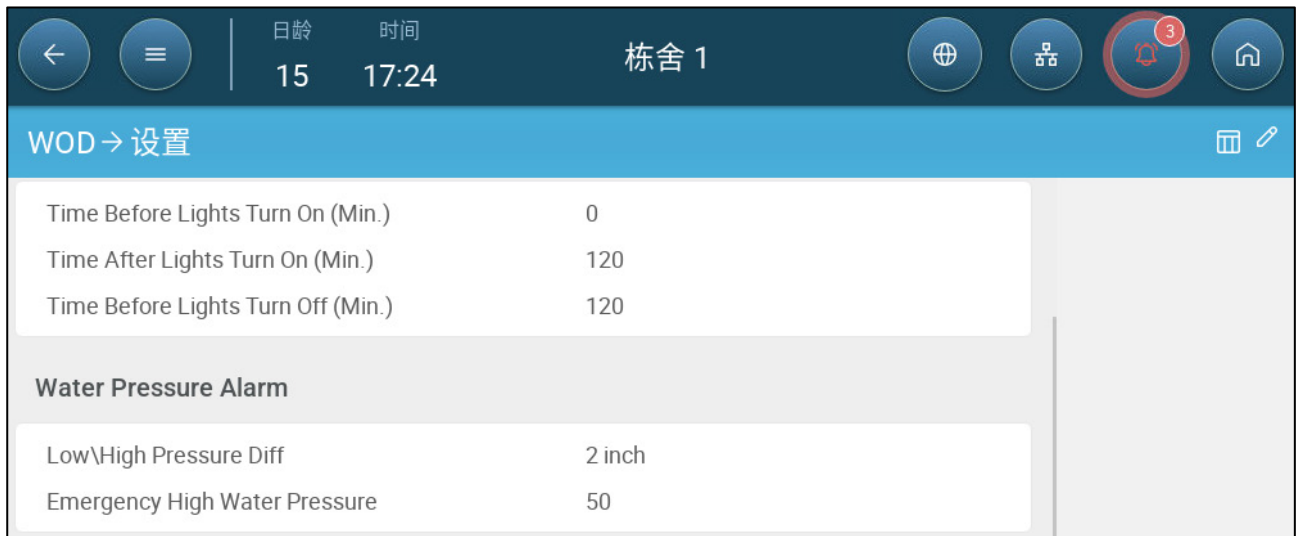 日龄 时间 3
15 17:24 栋舍 1
WOD → 设置
Time Before Lights Turn On (Min.) 0
Time After Lights Turn On (Min.) 120
Time Before Lights Turn Off (Min.) 120
Water Pressure Alarm
Low\High Pressure Diff 2 inch
Emergency High Water Pressure 50